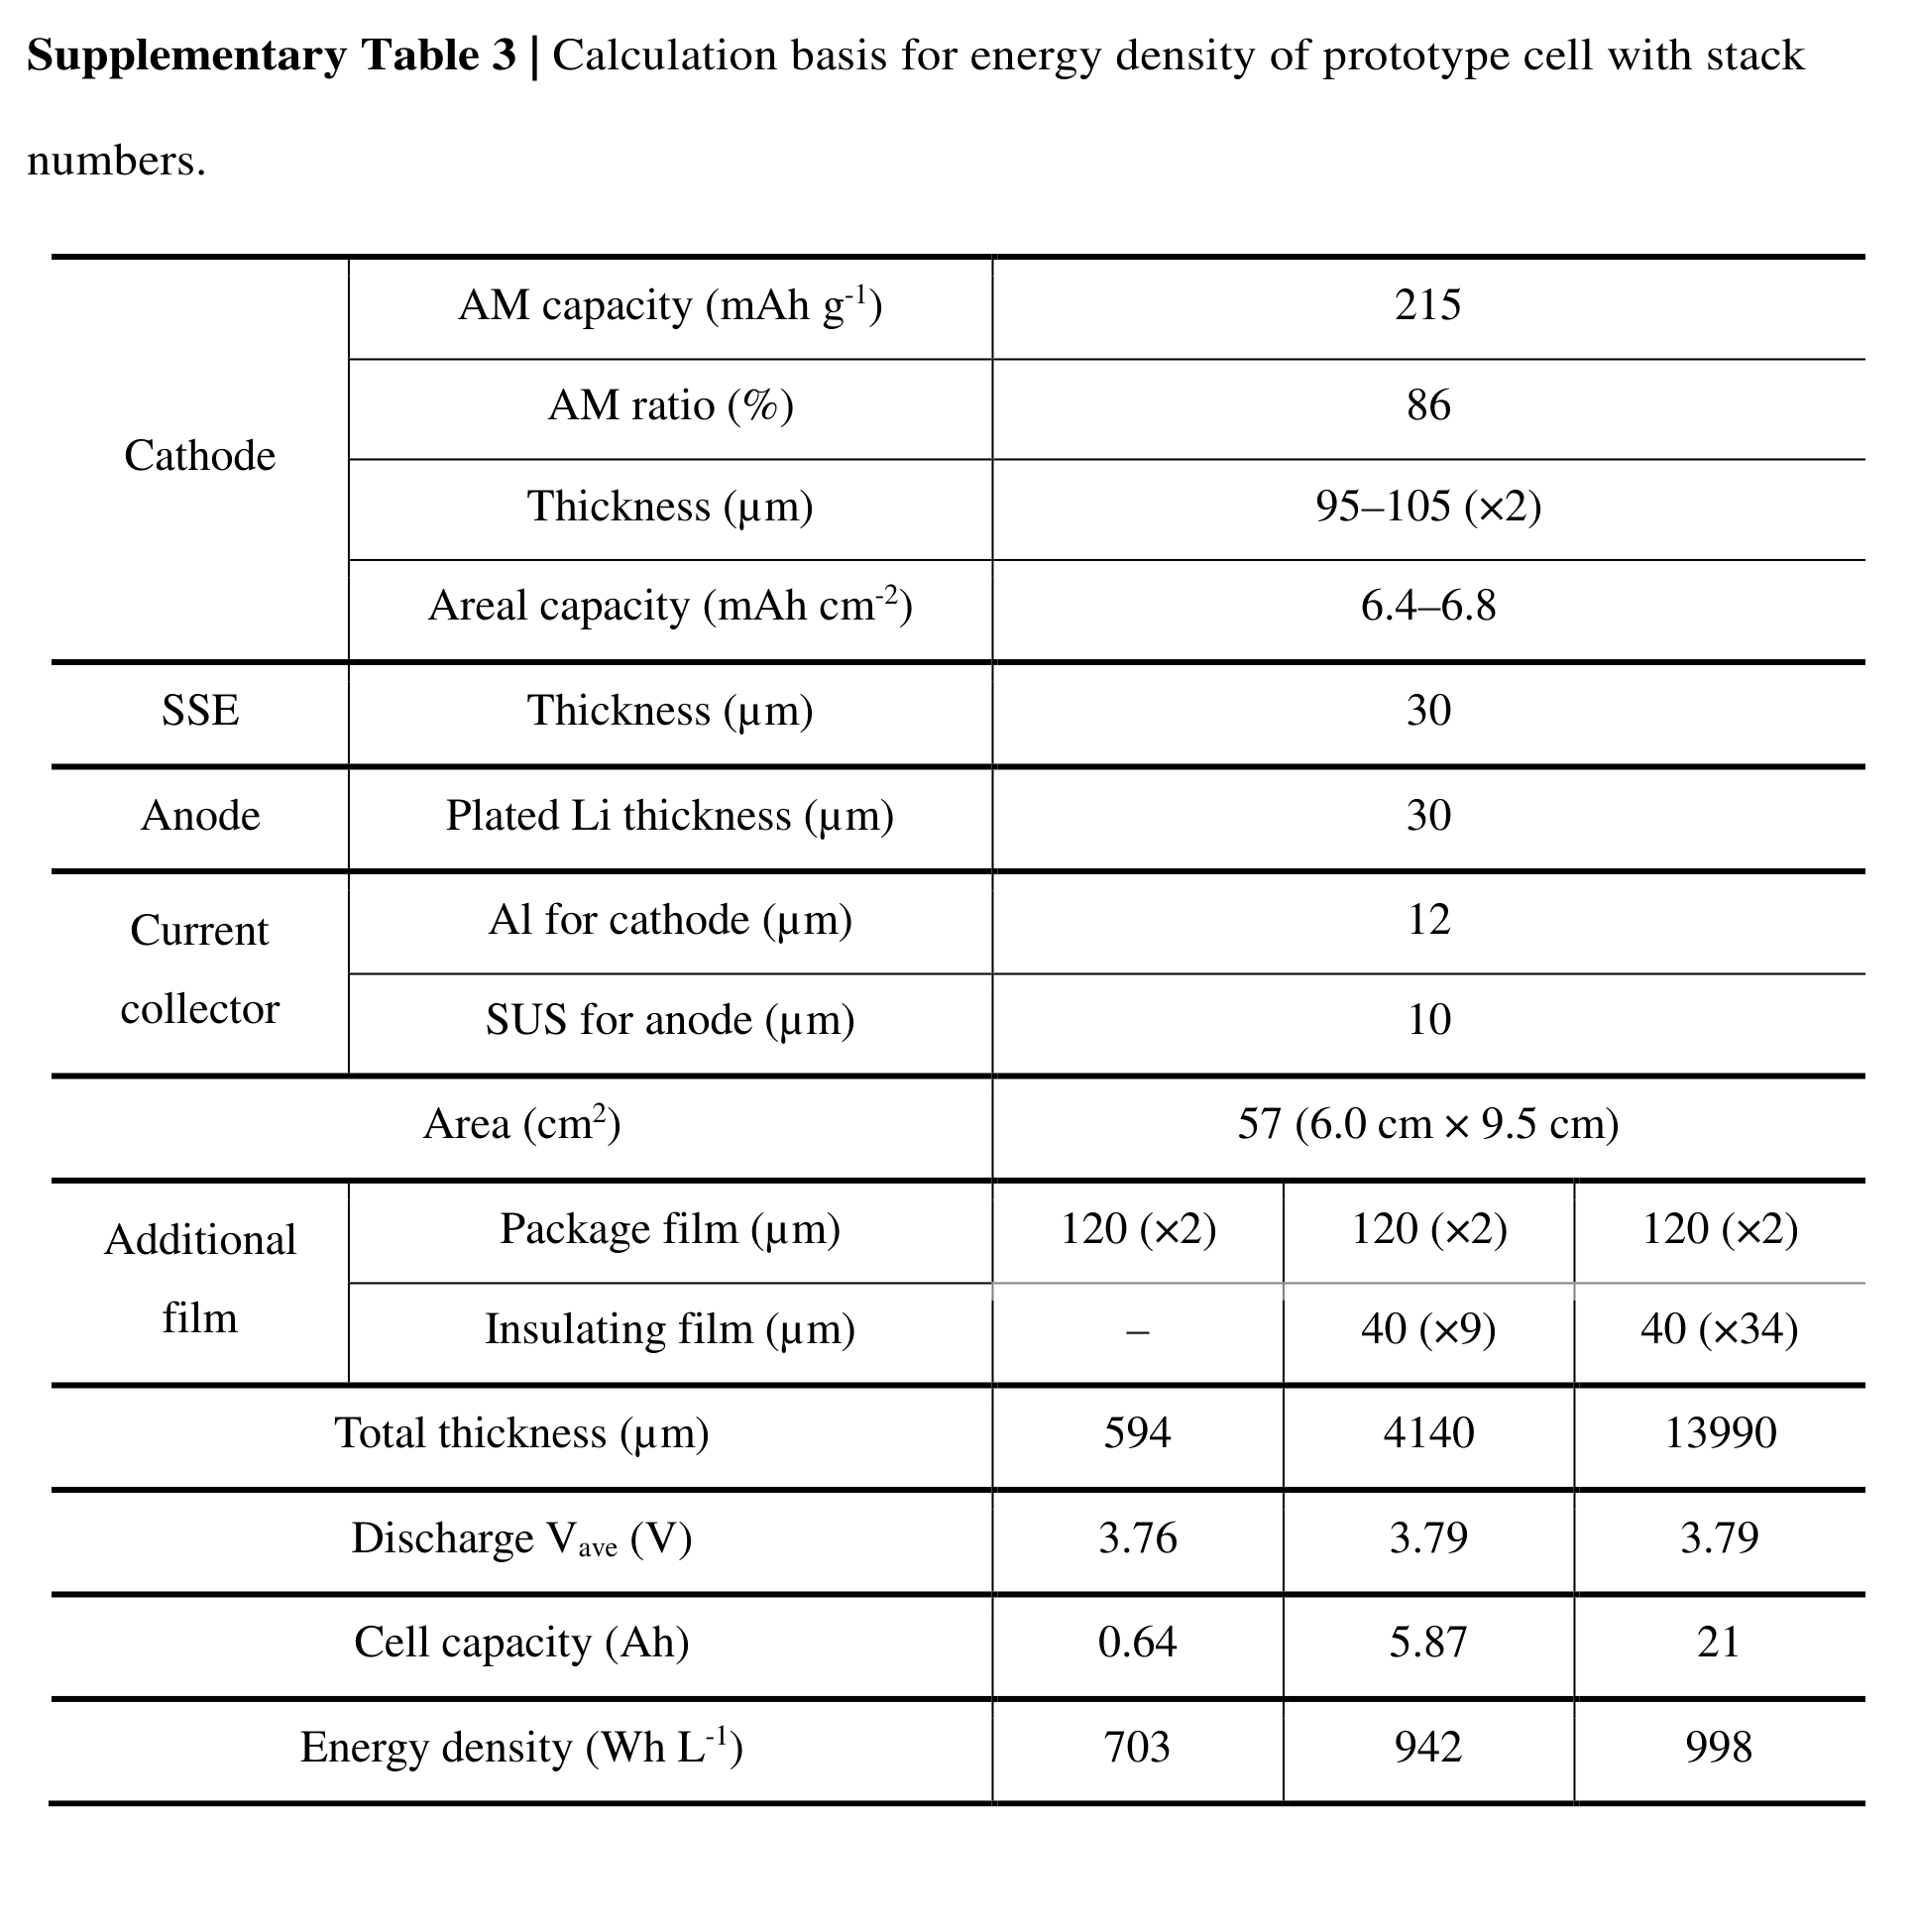 Supplementary Table 3 | Calculation basis for energy density of prototype cell with stack
numbers.
Cathode
AM capacity (mAh g-1) 215
AM ratio (%) 86
Thickness (µm) 95–105 (×2)
Areal capacity (mAh cm-2) 6.4–6.8
SSE Thickness (µm) 30
Anode Plated Li thickness (µm) 30
Current
collector
Al for cathode (µm) 12
SUS for anode (µm) 10
Area (cm2) 57 (6.0 cm × 9.5 cm)
Additional
film
Package film (µm) 120 (×2) 120 (×2) 120 (×2)
Insulating film (µm) – 40 (×9) 40 (×34)
Total thickness (µm) 594 4140 13990
Discharge Vave (V) 3.76 3.79 3.79
Cell capacity (Ah) 0.64 5.87 21
Energy density (Wh L-1) 703 942 998